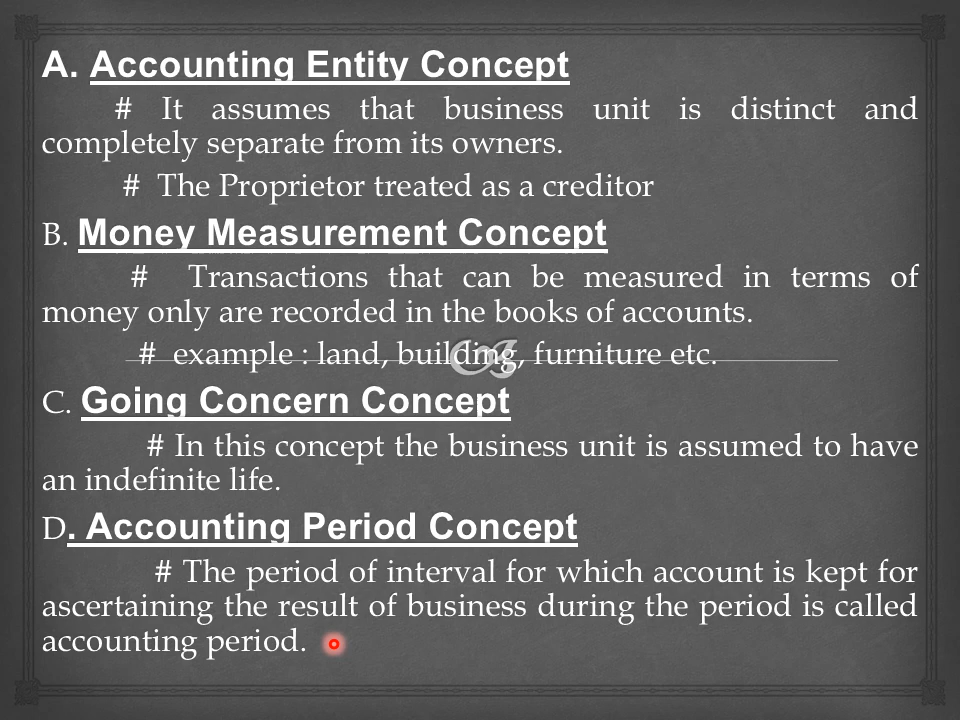 A. Accounting Entity Concept
# It assumes that business unit is distinct and
completely separate from its owners.
# The Proprietor treated as a creditor
B. Money Measurement Concept
# Transactions that can be measured in terms of
money only are recorded in the books of accounts.
# example : land, building, furniture etc.
C. Going Concern Concept
# In this concept the business unit is assumed to have
an indefinite life.
D. Accounting Period Concept
# The period of interval for which account is kept for
ascertaining the result of business during the period is called
accounting period.